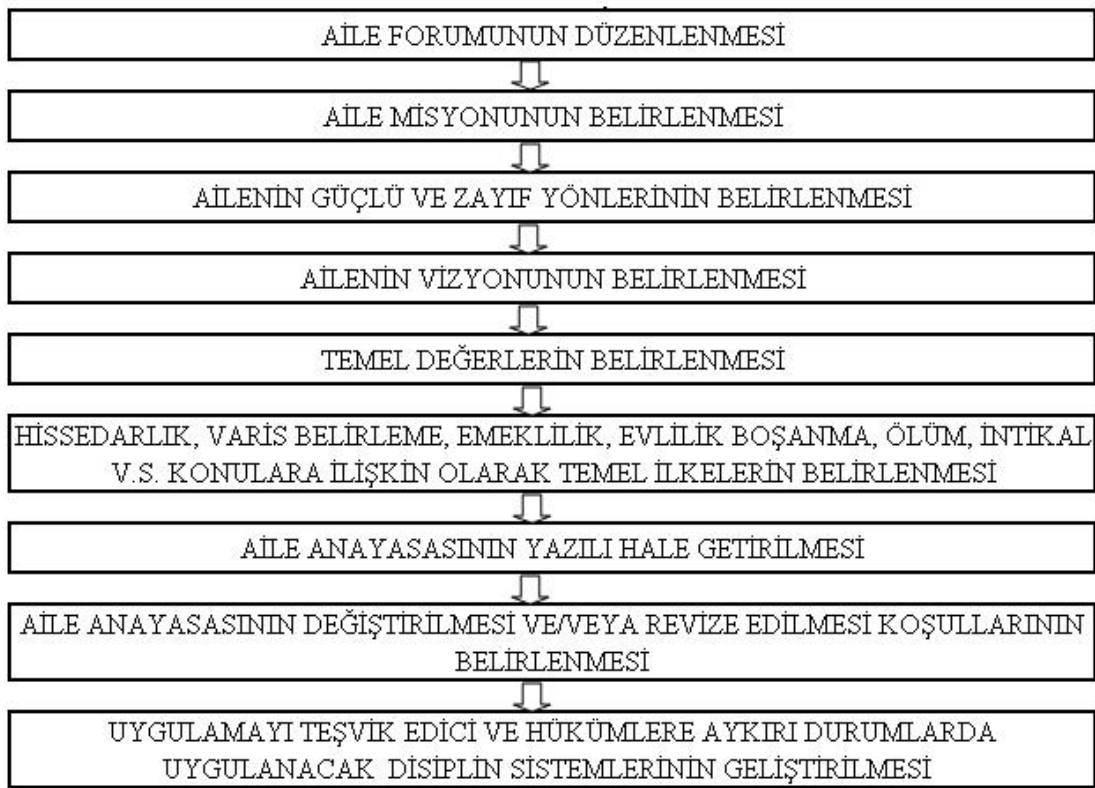 AİLE FORUMUNUN DÜZENLENMESİ
AİLE MİSYONUNUN BELİRLENMESİ
AİLENİN GÜÇLÜ VE ZAYIF YÖNLERİNİN BELİRLENMESİ
AİLENİN VİZYONUNUN BELİRLENMESİ
TEMEL DEĞERLERİN BELİRLENMESİ
HİSSEDARLIK, VARİS BELİRLEME, EMEKLİLİK, EVLİLİK BOŞANMA, ÖLÜM, İNTİKAL
V.S. KONULARA İLİŞKİN OLARAK TEMEL İLKELERİN BELİRLENMESİ
AİLE ANAYASASININ YAZILI HALE GETİRİLMESİ
AİLE ANAYASASININ DEĞİŞTİRİLMESİ VE/VEYA REVİZE EDİLMESİ KOŞULLARININ
BELİRLENMESİ
UYGULAMAYI TEŞVİK EDİCİ VE HÜKÜMLERE AYKIRI DURUMLARDA
UYGULANACAK DİSİPLİN SİSTEMLERİNİN GELİŞTİRİLMESİ